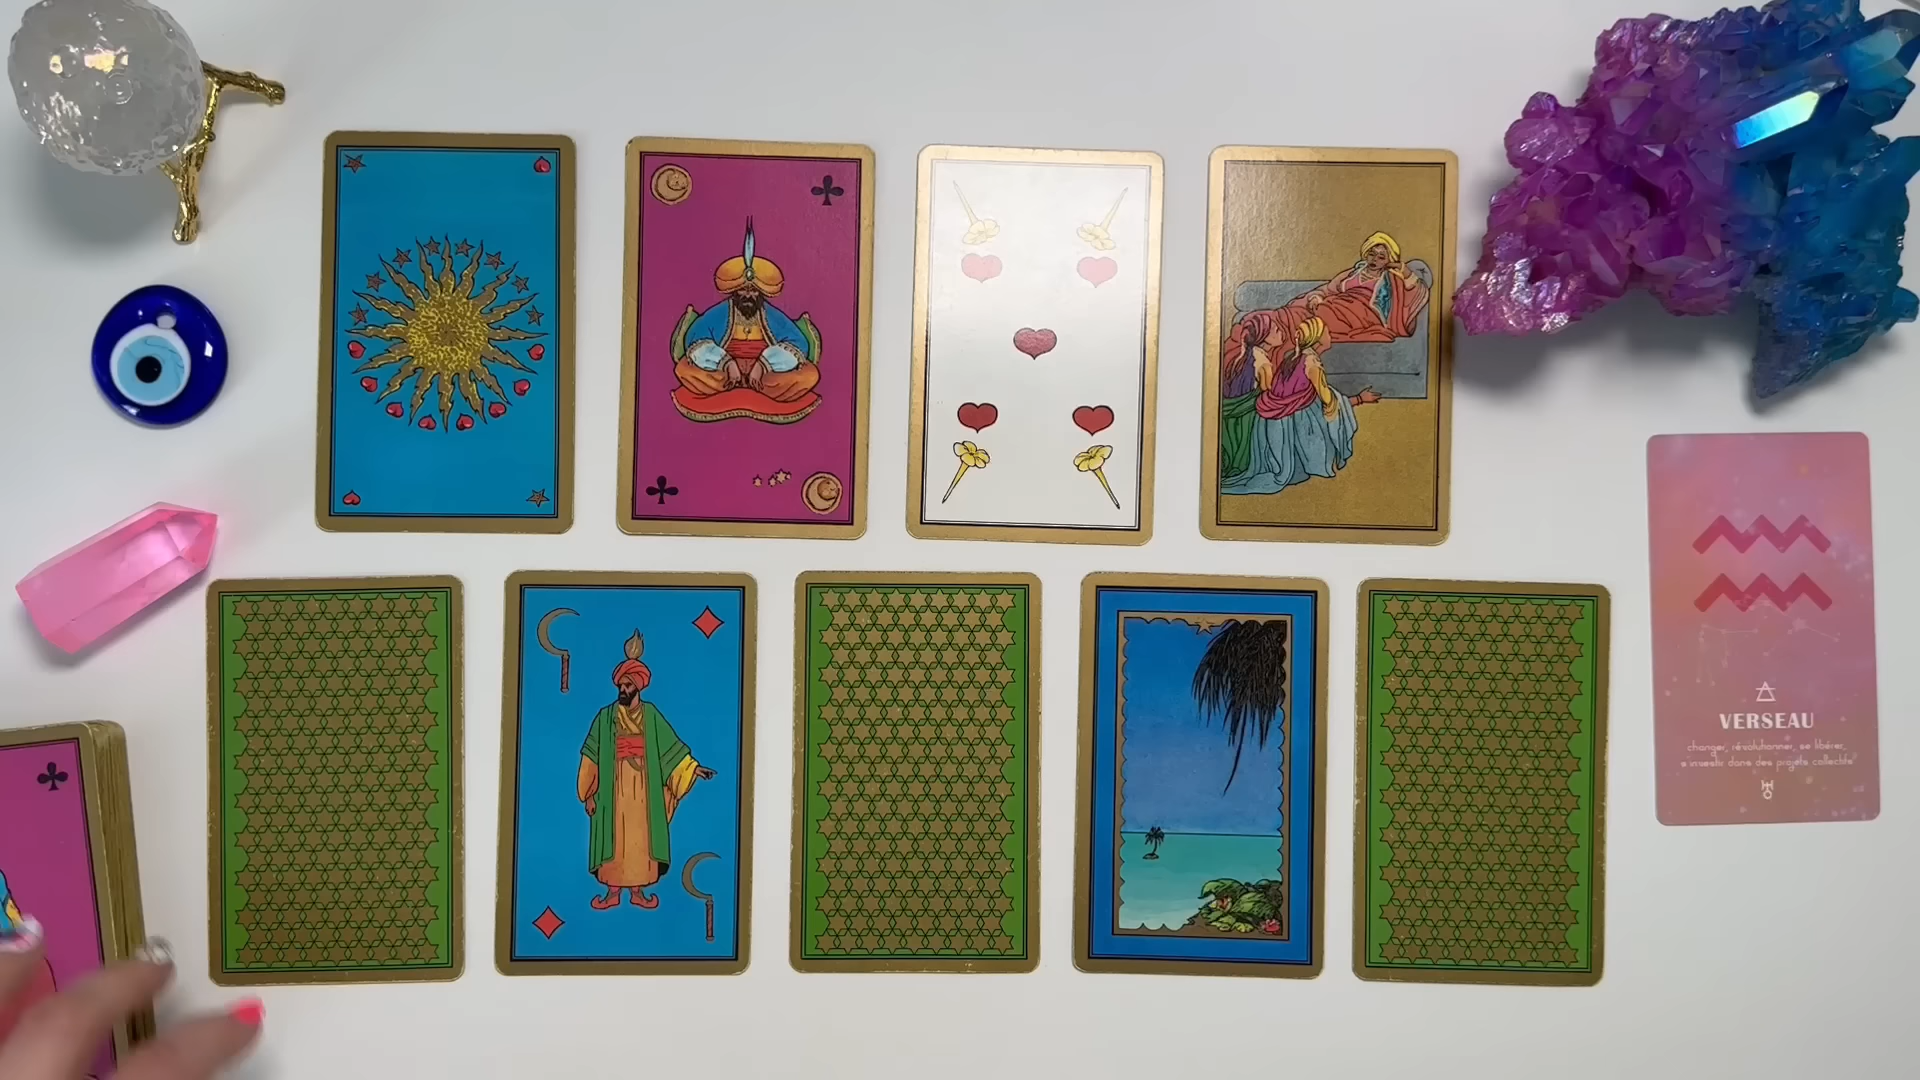 VERSEAU
changer, révolutionner, se libérer,
s'investir dans des projets collectifs